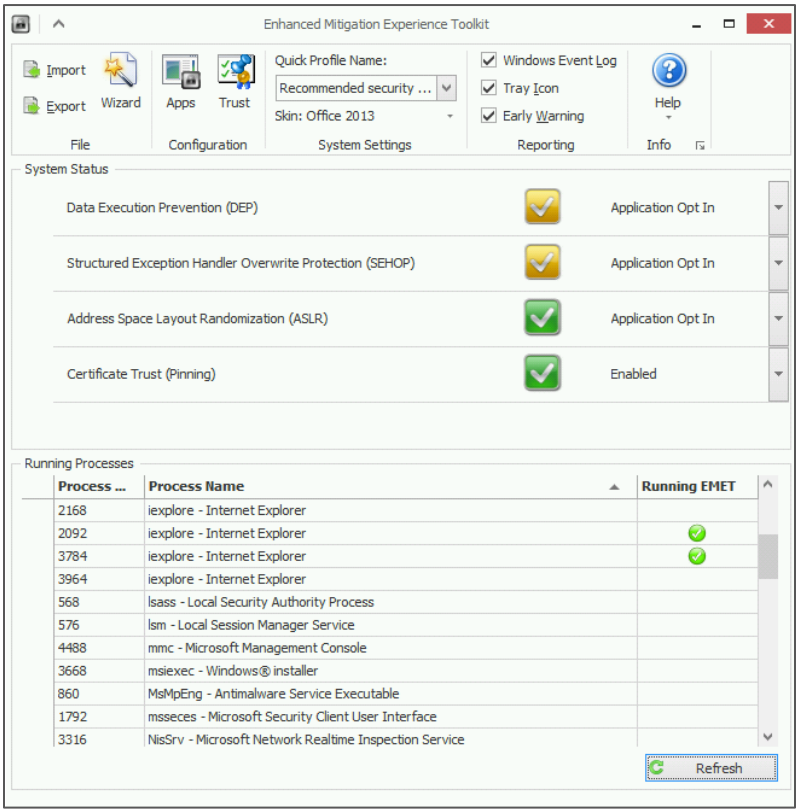 Enhanced Mitigation Experience Toolkit
Import
Export
Wizard
File
Apps
Trust
Configuration
Quick Profile Name:
Recommended security ...
Skin: Office 2013
System Settings
Windows Event Log
Tray Icon
Early Warning
Reporting
Help
Info
System Status
Data Execution Prevention (DEP) Application Opt In
Structured Exception Handler Overwrite Protection (SEHOP) Application Opt In
Address Space Layout Randomization (ASLR) Application Opt In
Certificate Trust (Pinning) Enabled
Running Processes
Process ... Process Name Running EMET
2168 iexplore - Internet Explorer
2092 iexplore - Internet Explorer
3784 iexplore - Internet Explorer
3964 iexplore - Internet Explorer
568 lsass - Local Security Authority Process
576 lsm - Local Session Manager Service
4488 mmc - Microsoft Management Console
3668 msiexec - Windows® installer
860 MsMpEng - Antimalware Service Executable
1792 msseces - Microsoft Security Client User Interface
3316 NisSrv - Microsoft Network Realtime Inspection Service
Refresh